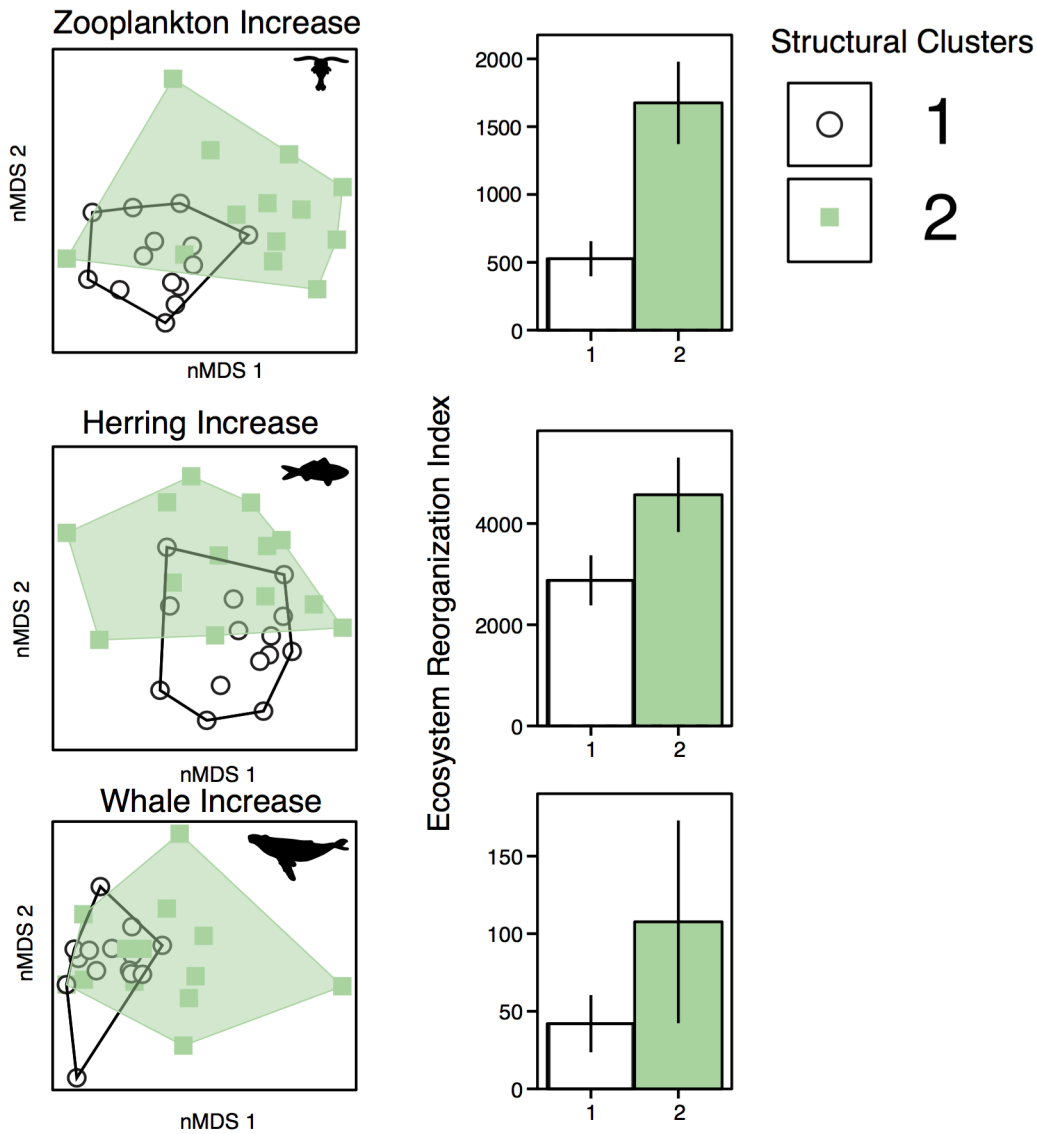 Zooplankton Increase
nMDS 2
nMDS 1
2000
1500
1000
500
0
1 2
Structural Clusters
1
2
Herring Increase
nMDS 2
nMDS 1
Ecosystem Reorganization Index
4000
2000
0
1 2
Whale Increase
nMDS 2
nMDS 1
150
100
50
0
1 2